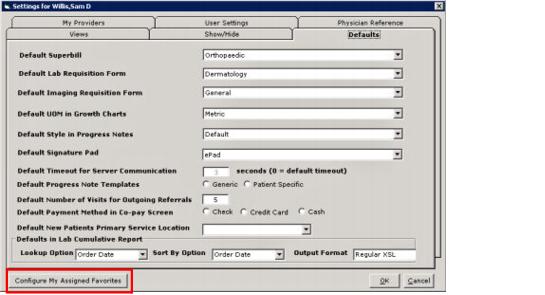 Settings for Willis,Sam D
My Providers User Settings Physician Reference
Views Show/Hide Defaults
Default Superbill Orthopaedic
Default Lab Requisition Form Dermatology
Default Imaging Requisition Form General
Default UOM in Growth Charts Metric
Default Style in Progress Notes Default
Default Signature Pad ePad
Default Timeout for Server Communication 3 seconds (0 = default timeout)
Default Progress Note Templates Generic Patient Specific
Default Number of Visits for Outgoing Referrals 5
Default Payment Method in Co-pay Screen Check Credit Card Cash
Default New Patients Primary Service Location
Defaults in Lab Cumulative Report
Lookup Option Order Date Sort By Option Order Date Output Format Regular XSL
Configure My Assigned Favorites OK Cancel